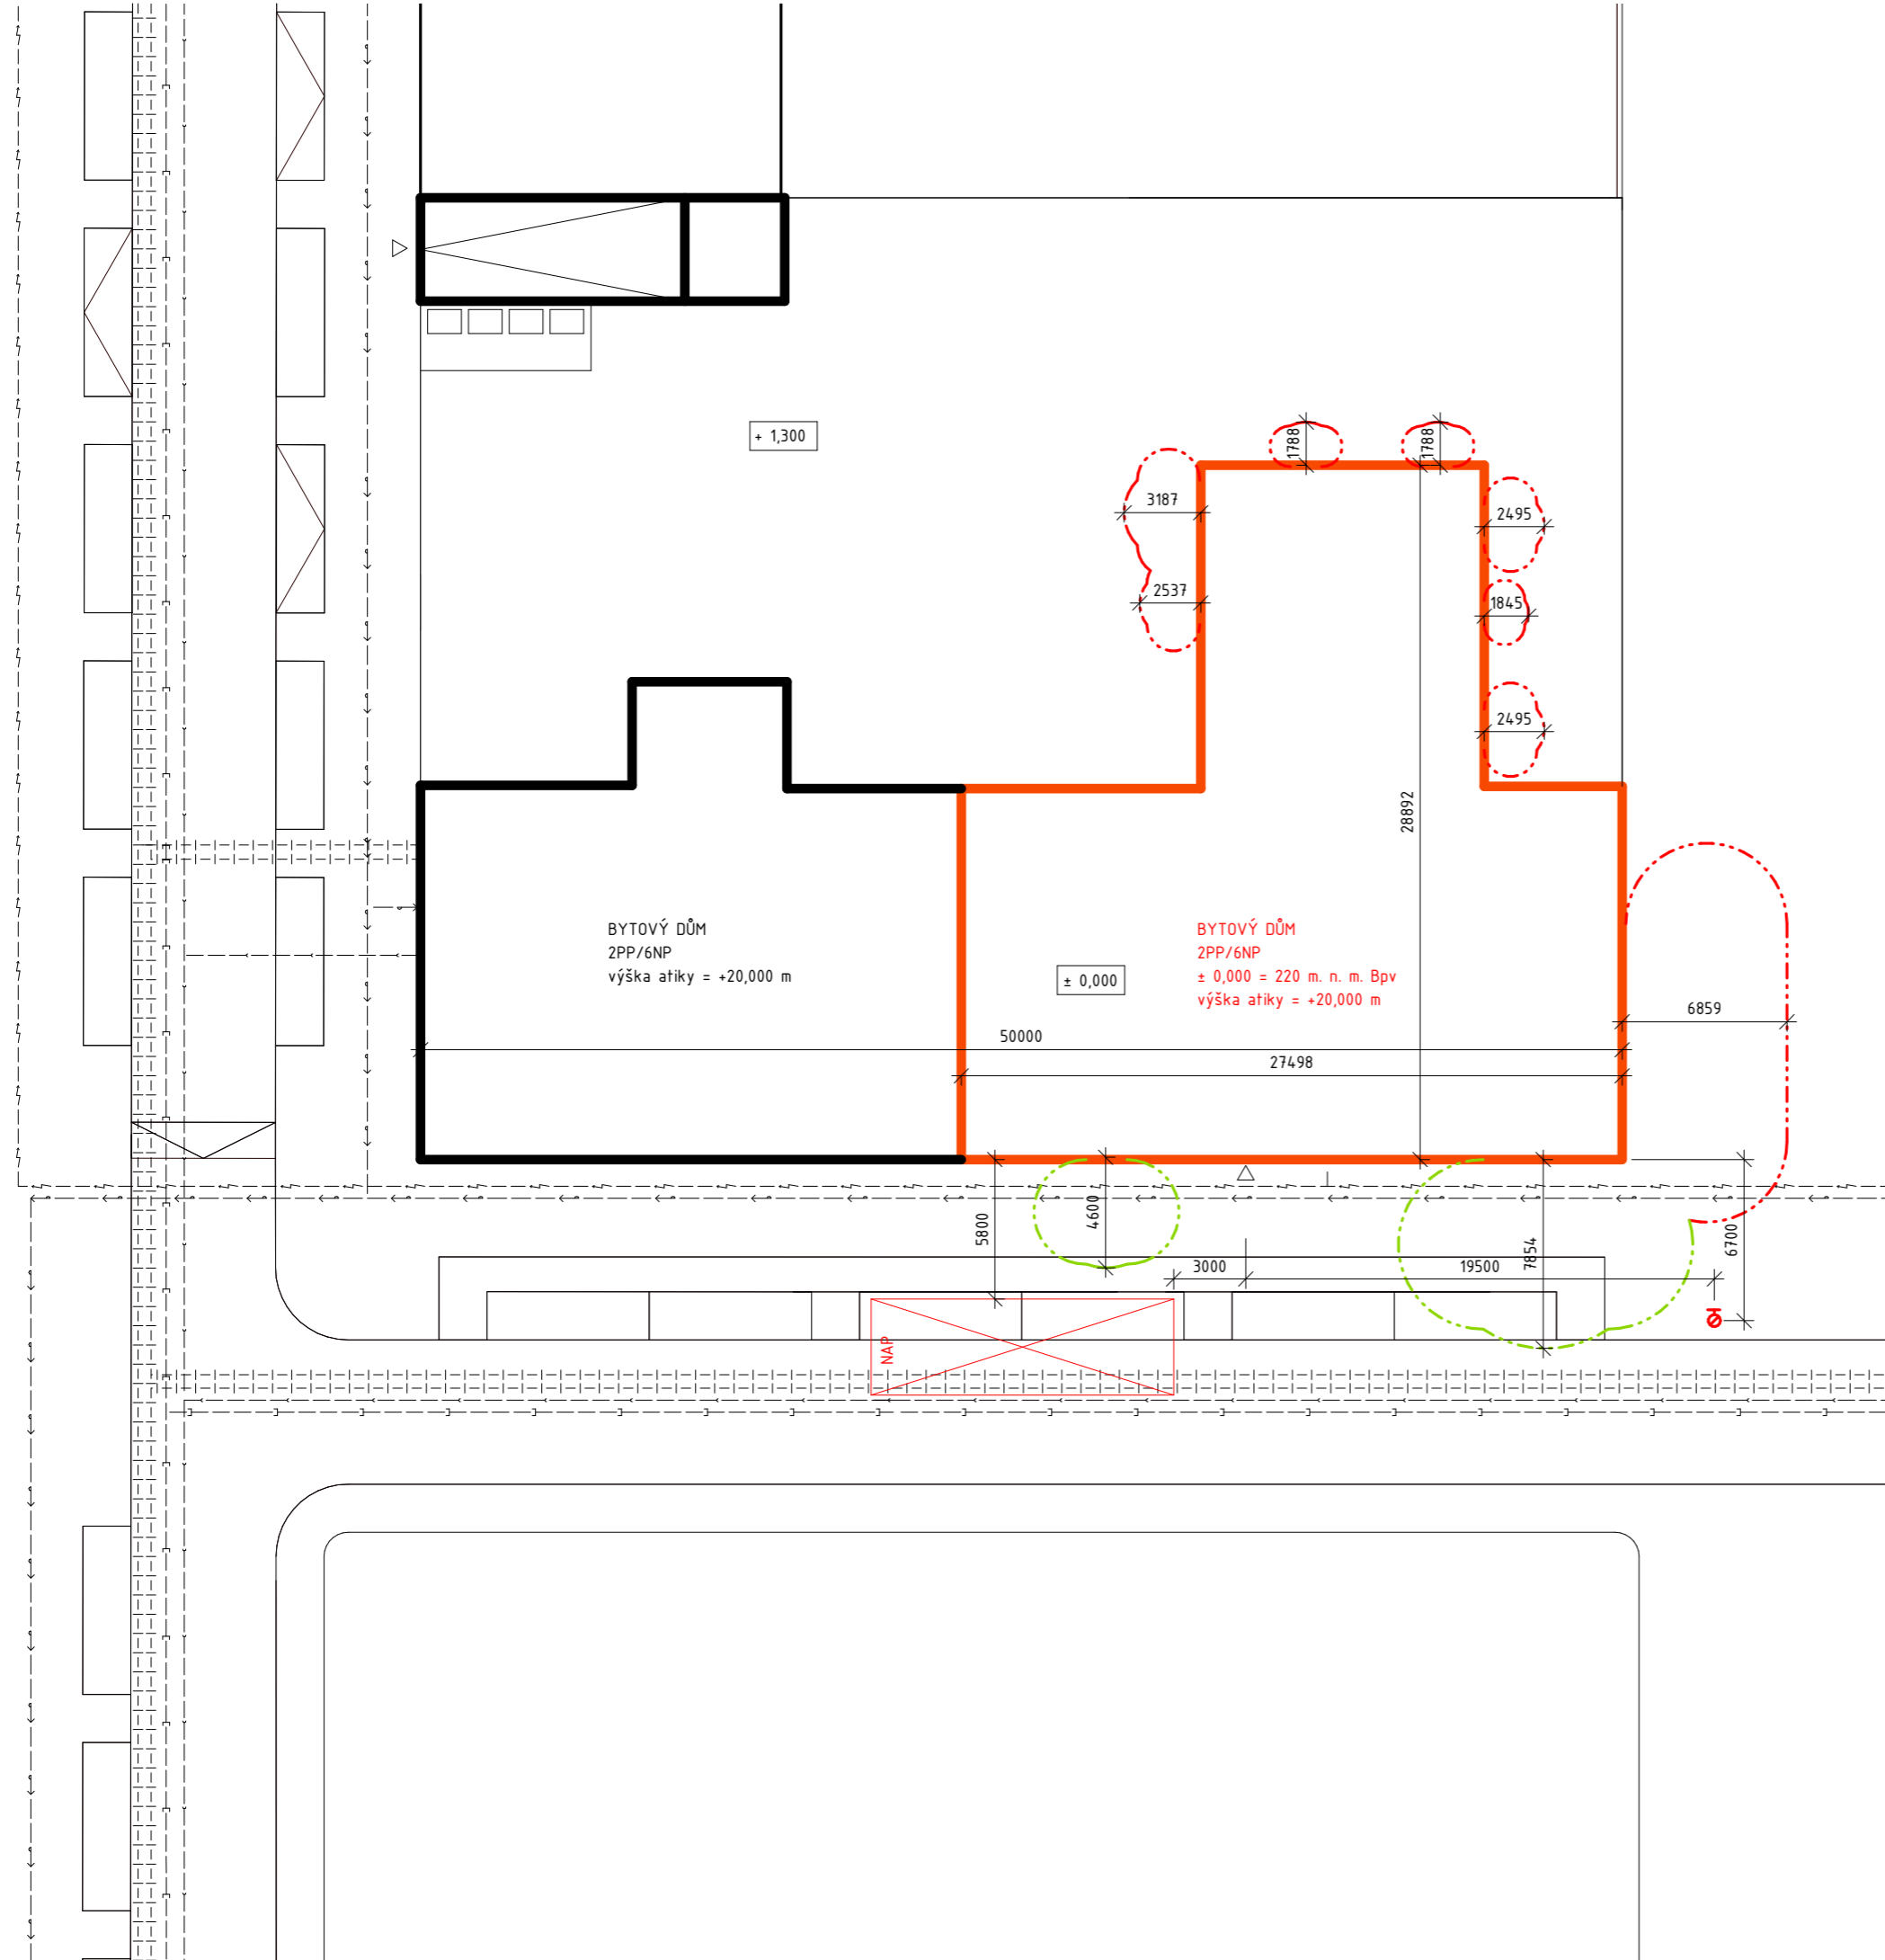 + 1,300
1788
1788
3187
2495
2537
1845
2495
28892
BYTOVÝ DŮM
2PP/6NP
výška atiky = +20,000 m
BYTOVÝ DŮM
2PP/6NP
± 0,000 = 220 m. n. m. Bpv
výška atiky = +20,000 m
± 0,000
6859
50000
27498
5800
4600
7854
6700
3000
19500
NAP
H